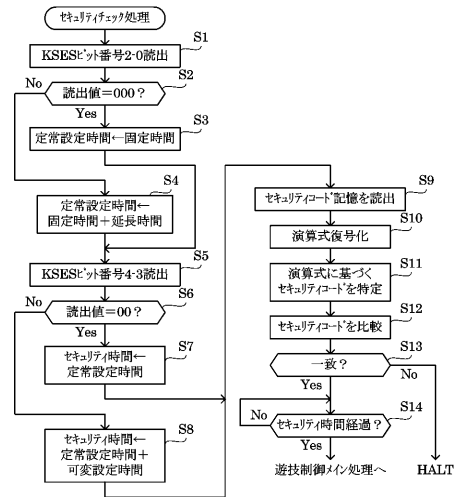 セキュリティチェック処理
S1
KSESビット番号2-0読出
S2
No
読出値=000?
Yes
S3
定常設定時間←固定時間
S4
定常設定時間←
固定時間+延長時間
S5
KSESビット番号4-3読出
S6
No
読出値=00?
Yes
S7
セキュリティ時間←
定常設定時間
S8
セキュリティ時間←
定常設定時間+
可変設定時間
S9
セキュリティコード記憶を読出
S10
演算式復号化
S11
演算式に基づく
セキュリティコードを特定
S12
セキュリティコードを比較
S13
一致?
Yes
No
S14
No
セキュリティ時間経過?
Yes
遊技制御メイン処理へ
HALT